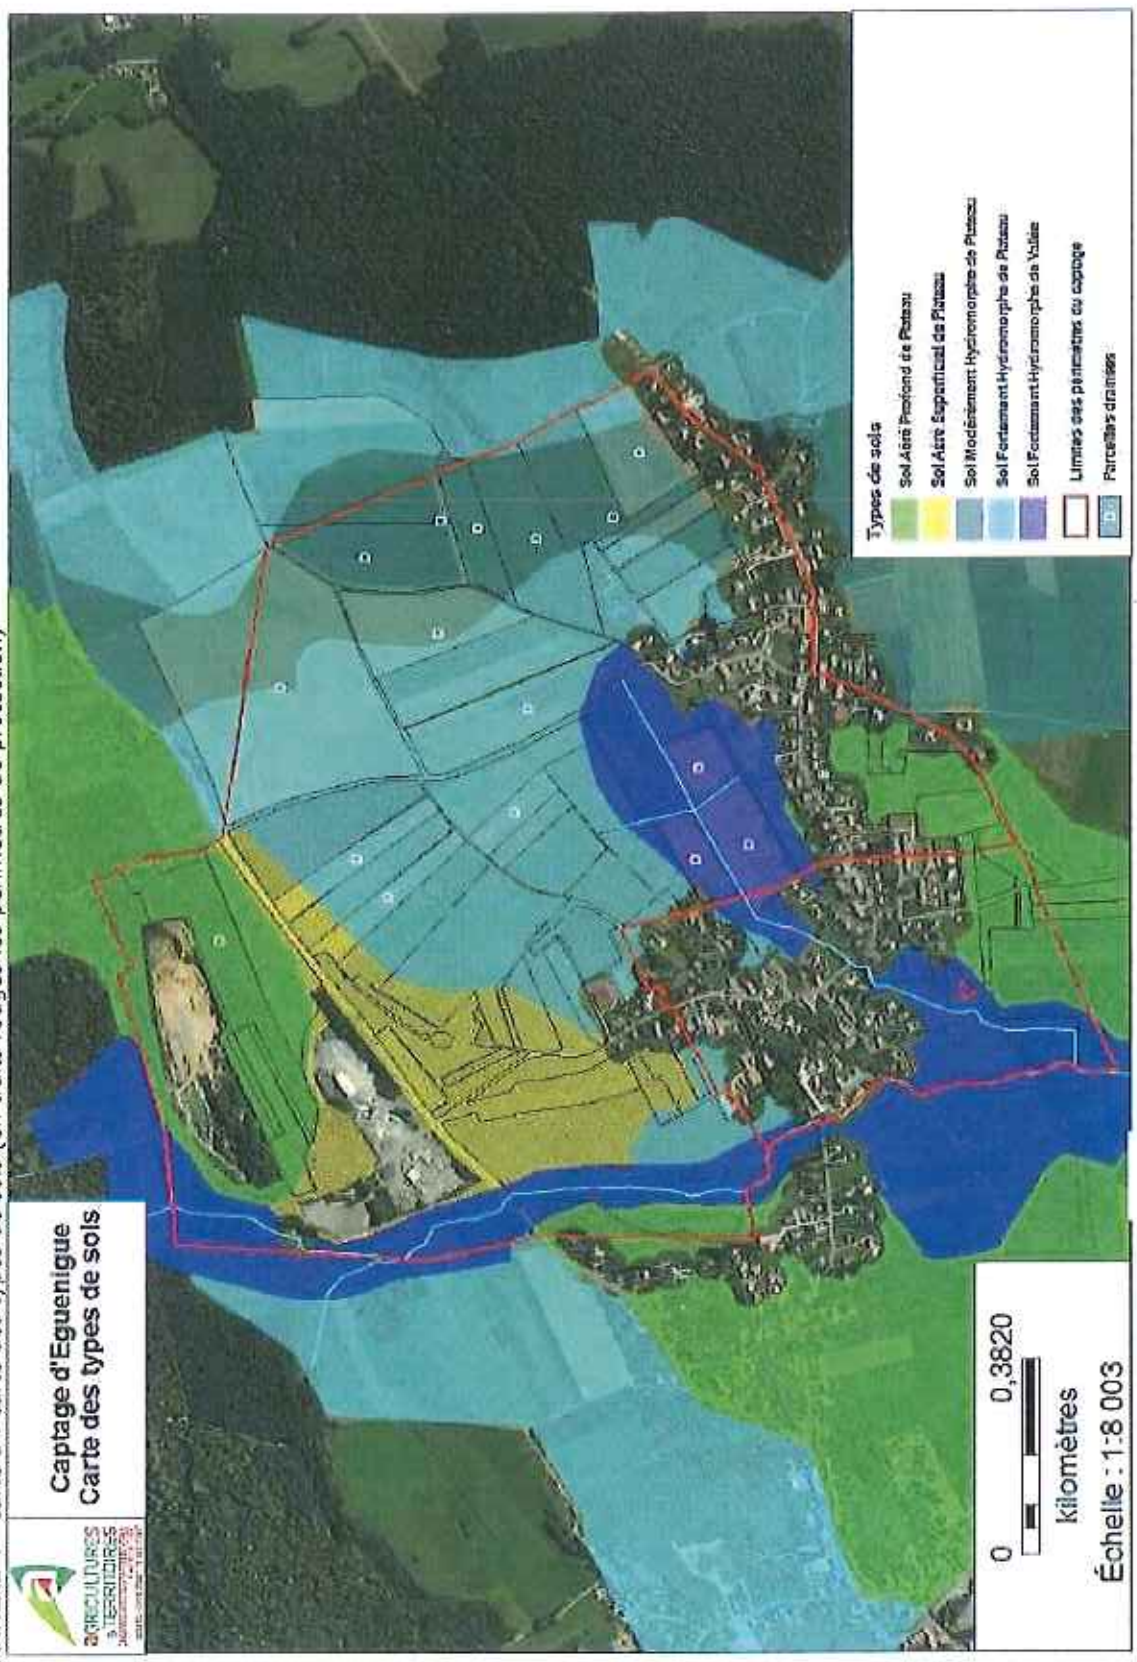 Captage d'Eguenigue
Carte des types de sols
AGRICULTURES
& TERRITOIRES
Types de sols
Sol Aéré Profond de Plateau
Sol Aéré Superficiel de Plateau
Sol Modérément Hydromorphe de Plateau
Sol Fortement Hydromorphe de Plateau
Sol Fortement Hydromorphe de Vallée
Limites des périmètres du captage
Parcelles drainées
0 0,3820
kilomètres
Échelle : 1:8 003